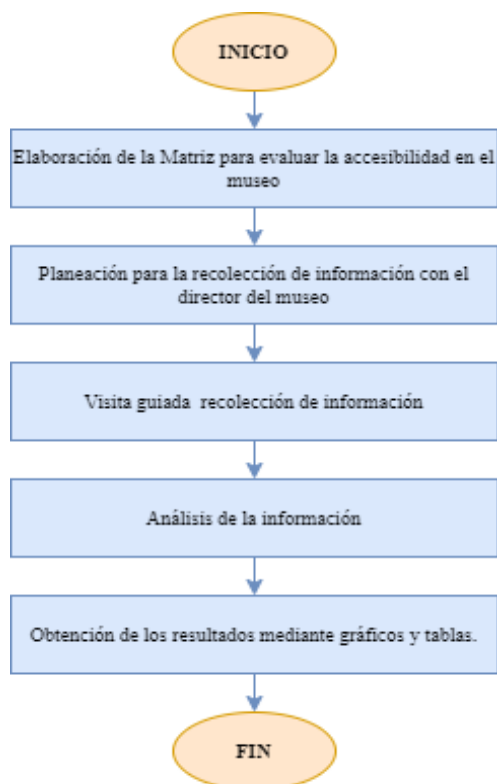 INICIO
Elaboración de la Matriz para evaluar la accesibilidad en el
museo
Planeación para la recolección de información con el
director del museo
Visita guiada  recolección de información
Análisis de la información
Obtención de los resultados mediante gráficos y tablas.
FIN